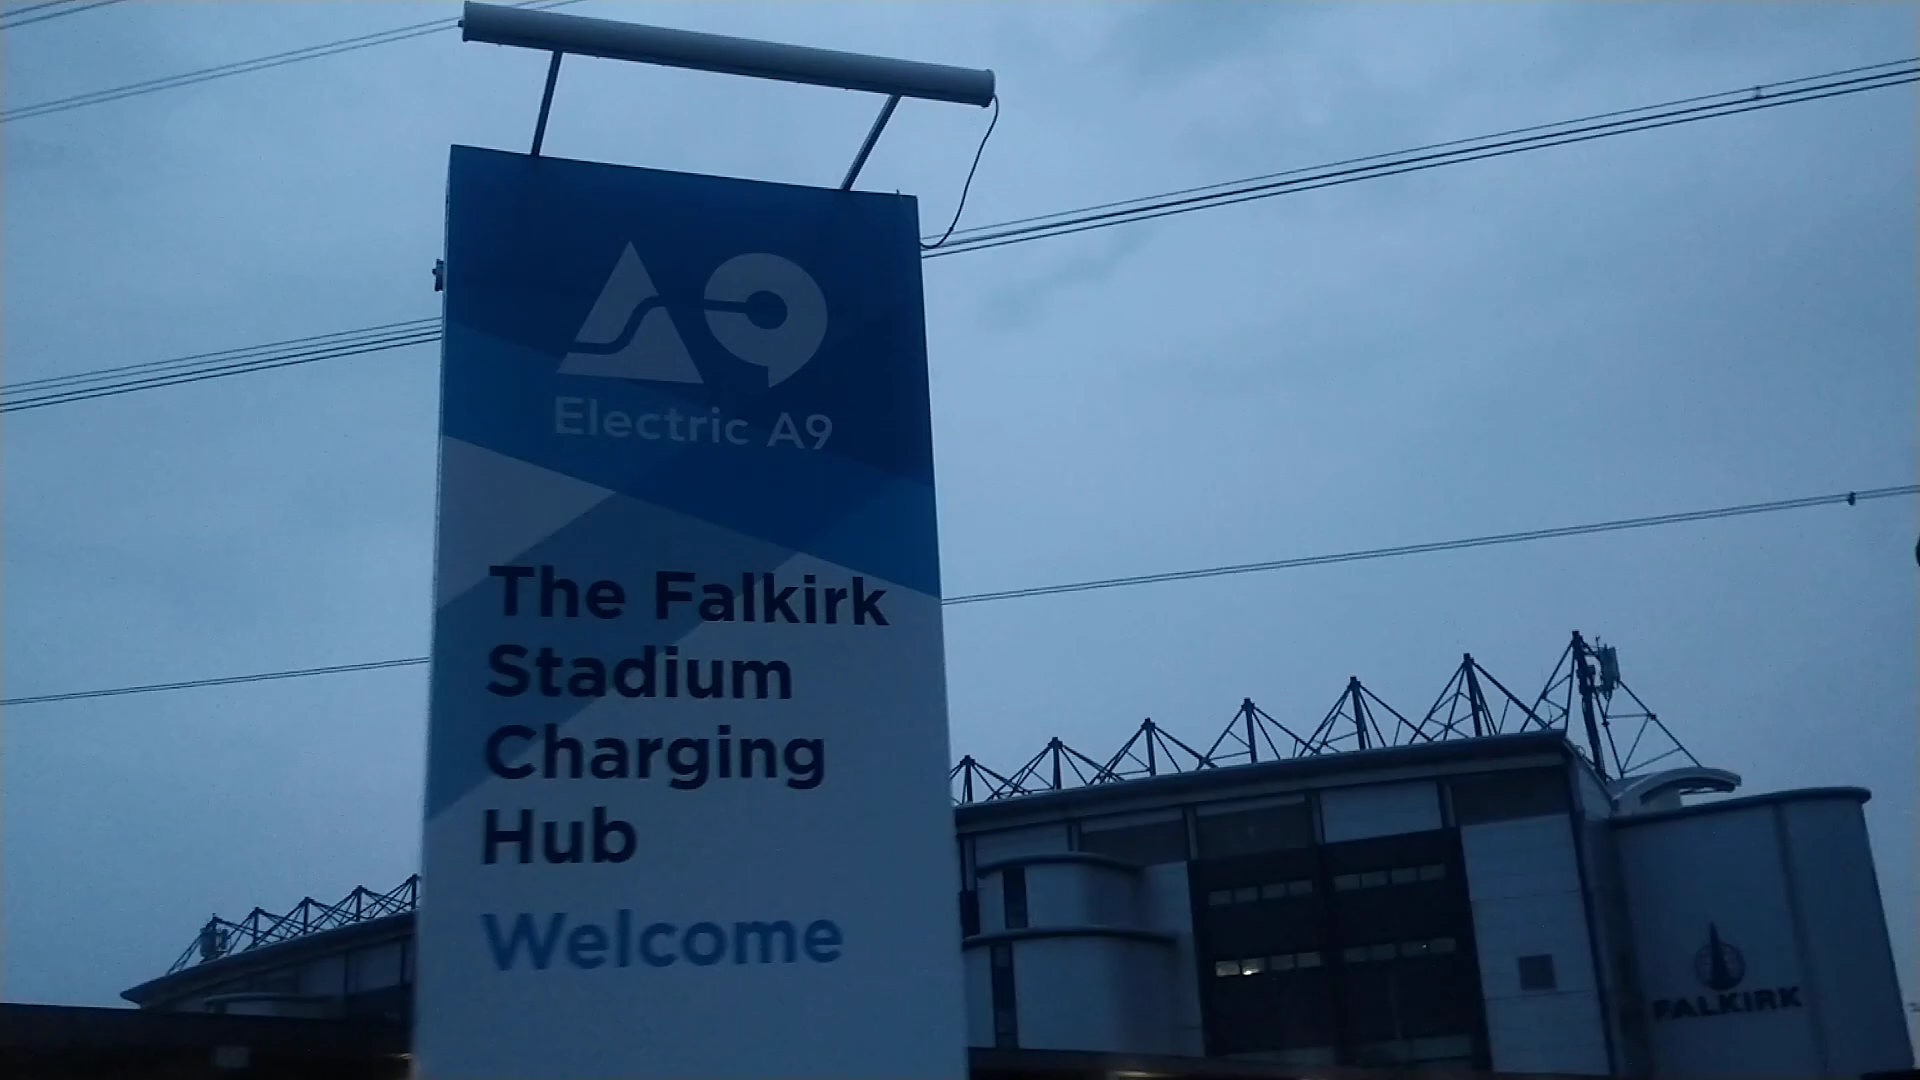 A9
Electric A9
The Falkirk
Stadium
Charging
Hub
Welcome
FALKIRK